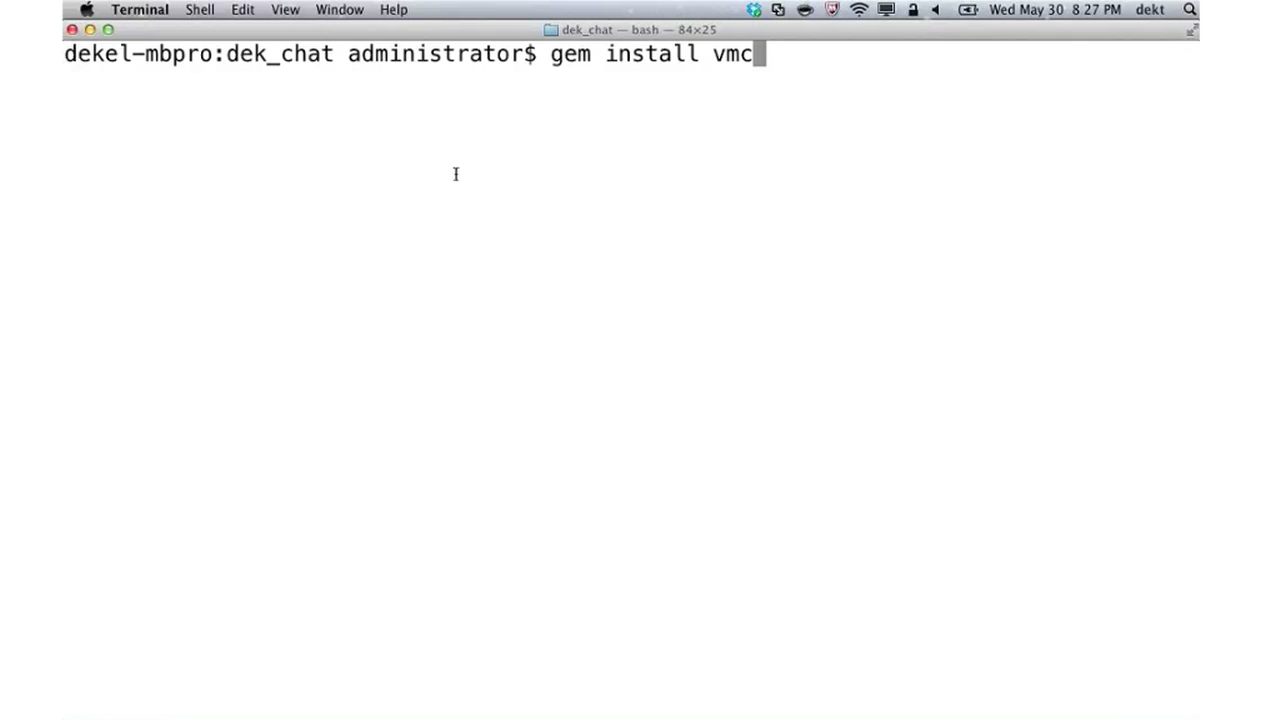 Terminal Shell Edit View Window Help Wed May 30 8:27 PM dekt
dek_chat — bash — 84×25
dekel-mbpro:dek_chat administrator$ gem install vmc